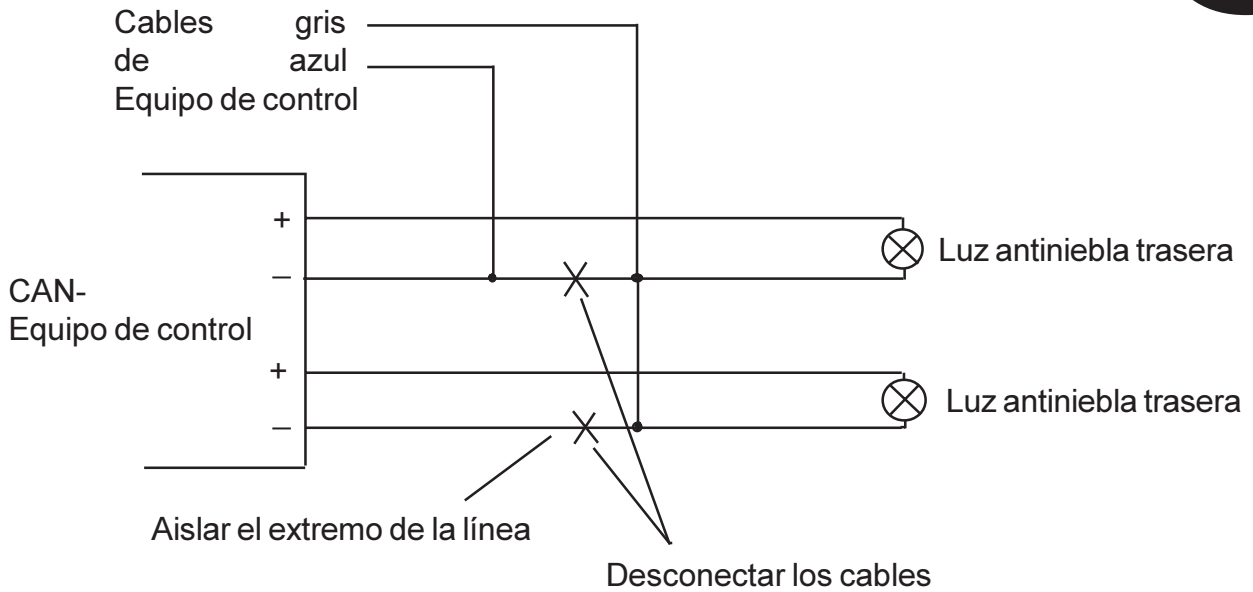 Cables gris
de azul
Equipo de control
+
Luz antiniebla trasera
–
CAN-
Equipo de control
+
Luz antiniebla trasera
–
Aislar el extremo de la línea
Desconectar los cables